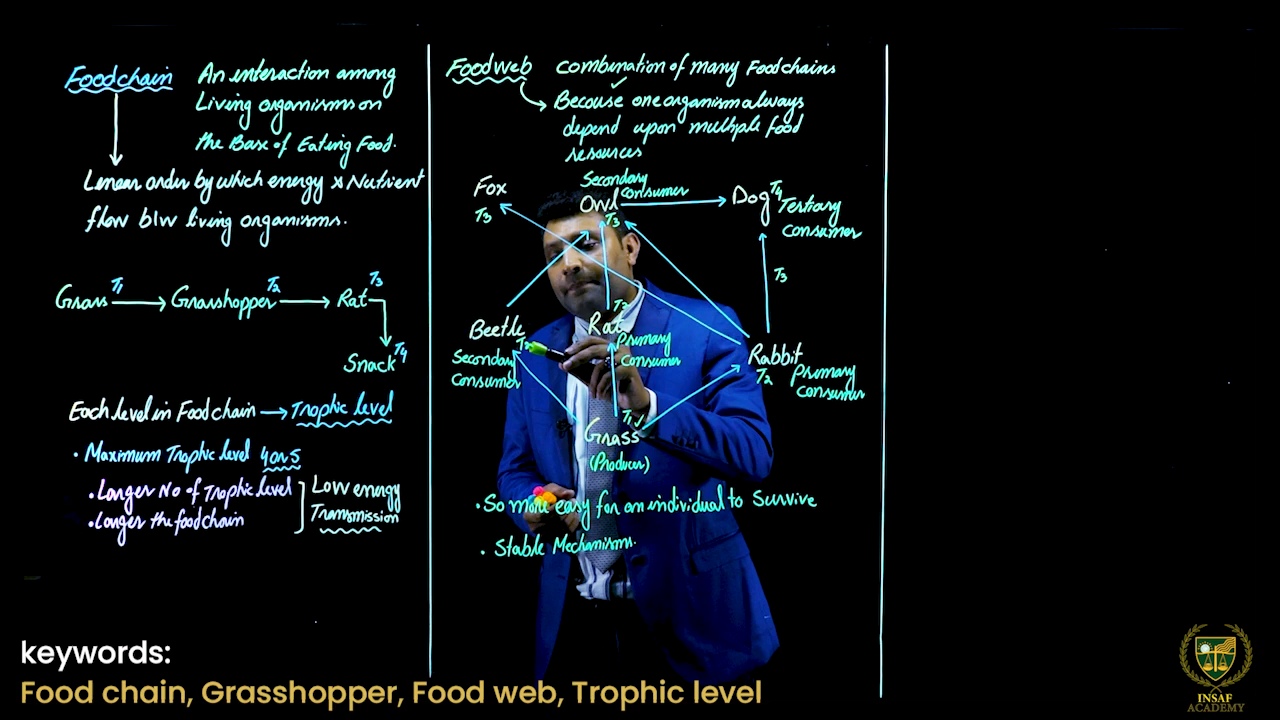 Foodchain
An interaction among
Living organisms on
the Base of Eating Food.
Linear order by which energy & Nutrient
flow b/w living organisms.
Grass T1 → Grasshopper T2 → Rat T3
Snack T4
Each level in Food chain → Trophic level
• Maximum Trophic level 4 or 5
• Longer No of Trophic level
• Longer the food chain
Low energy
Transmission
Food web
Combination of many Foodchains
Becouse one organism always
depend upon multiple food
resources
Fox
T3
Secondary
Consumer
Owl
T3
Dog T4
Tertiary
Consumer
T3
Beetle
Secondary
Consumer
Rat
Primary
Consumer
Rabbit
T2
Primary
Consumer
T1
Grass
(Producer)
• So more easy for an individual to Survive
• Stable Mechanisms.
keywords:
Food chain, Grasshopper, Food web, Trophic level
INSAF
ACADEMY